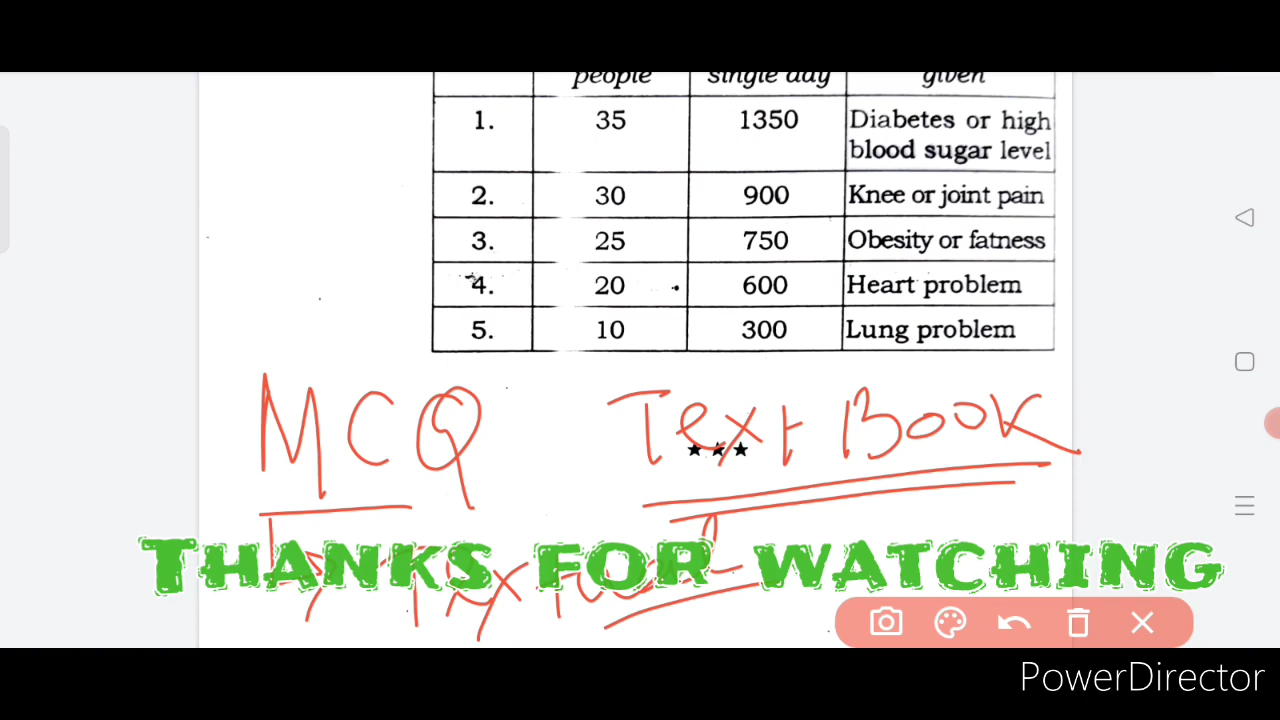 people single day given
1. 35 1350 Diabetes or high
blood sugar level
2. 30 900 Knee or joint pain
3. 25 750 Obesity or fatness
4. 20 600 Heart problem
5. 10 300 Lung problem
MCQ Text Book
★★★
THANKS FOR WATCHING
PowerDirector